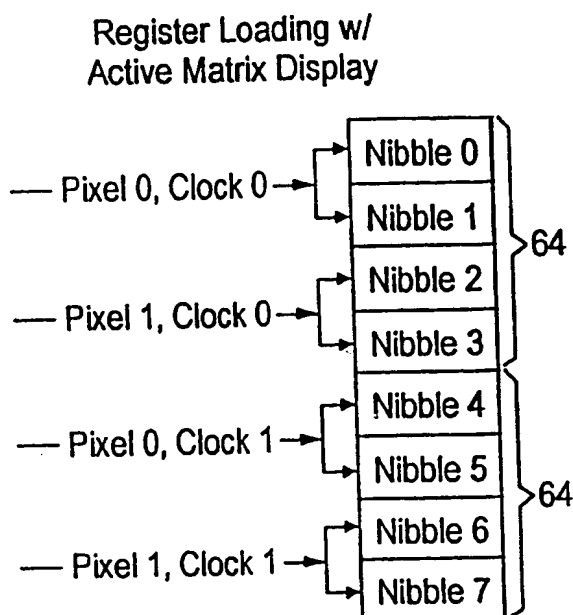 Register Loading w/
Active Matrix Display
Pixel 0, Clock 0
Nibble 0
Nibble 1
64
Pixel 1, Clock 0
Nibble 2
Nibble 3
Pixel 0, Clock 1
Nibble 4
Nibble 5
64
Pixel 1, Clock 1
Nibble 6
Nibble 7